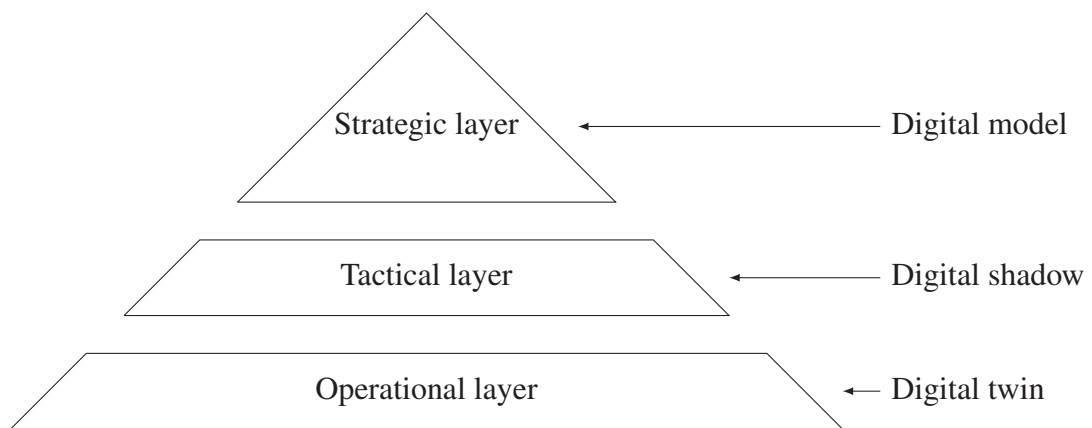 Strategic layer
Digital model
Tactical layer
Digital shadow
Operational layer
Digital twin